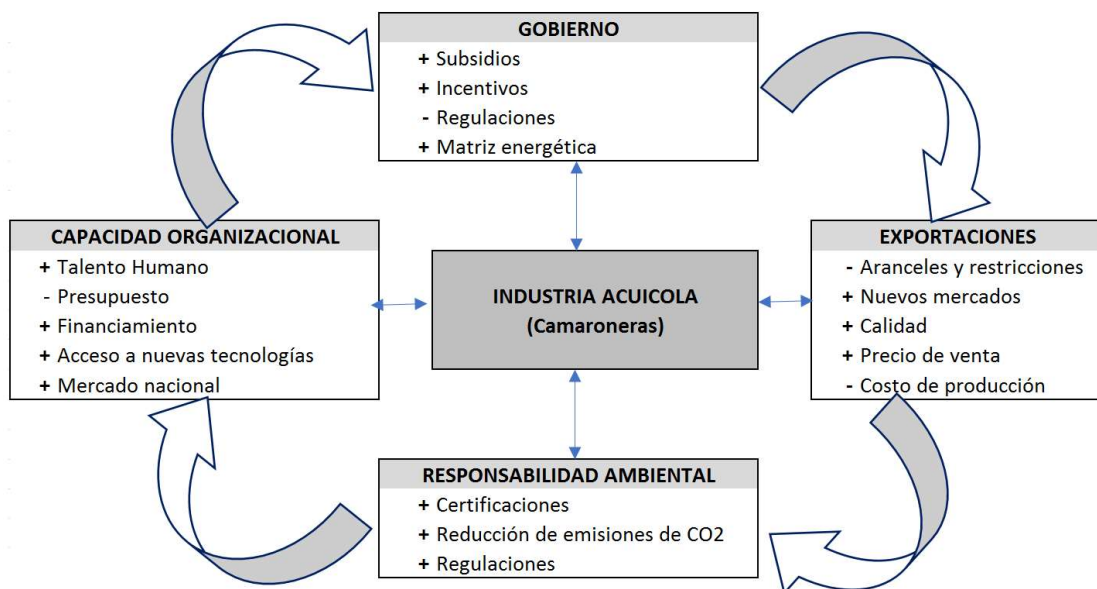 GOBIERNO
+ Subsidios
+ Incentivos
- Regulaciones
+ Matriz energética
CAPACIDAD ORGANIZACIONAL
+ Talento Humano
- Presupuesto
+ Financiamiento
+ Acceso a nuevas tecnologías
+ Mercado nacional
INDUSTRIA ACUICOLA
(Camaroneras)
EXPORTACIONES
- Aranceles y restricciones
+ Nuevos mercados
+ Calidad
+ Precio de venta
- Costo de producción
RESPONSABILIDAD AMBIENTAL
+ Certificaciones
+ Reducción de emisiones de CO2
+ Regulaciones